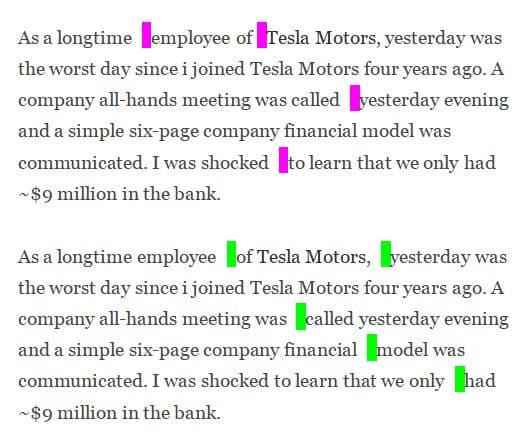 As a longtime employee of Tesla Motors, yesterday was
the worst day since i joined Tesla Motors four years ago. A
company all-hands meeting was called yesterday evening
and a simple six-page company financial model was
communicated. I was shocked to learn that we only had
~$9 million in the bank.
As a longtime employee of Tesla Motors, yesterday was
the worst day since i joined Tesla Motors four years ago. A
company all-hands meeting was called yesterday evening
and a simple six-page company financial model was
communicated. I was shocked to learn that we only had
~$9 million in the bank.